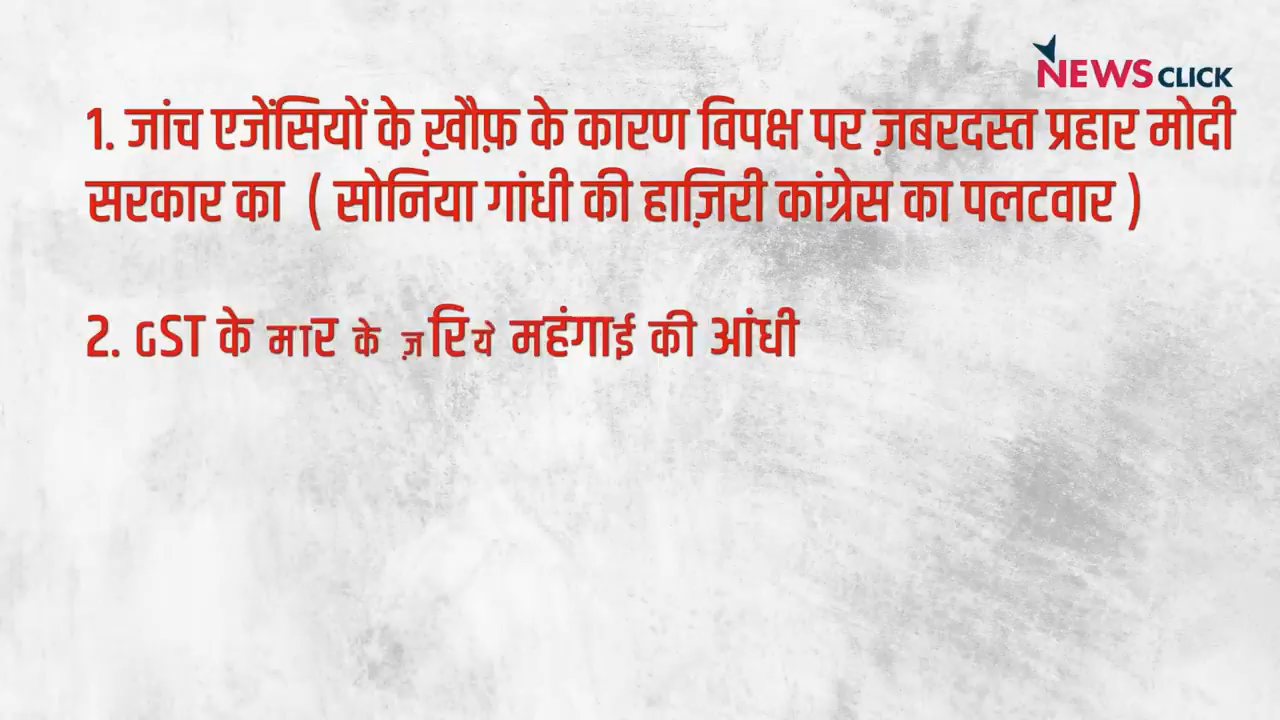 NEWS CLICK
1. जांच एजेंसियों के ख़ौफ़ के कारण विपक्ष पर ज़बरदस्त प्रहार मोदी
सरकार का ( सोनिया गांधी की हाज़िरी कांग्रेस का पलटवार )
2. GST के मार के ज़रिये महंगाई की आंधी